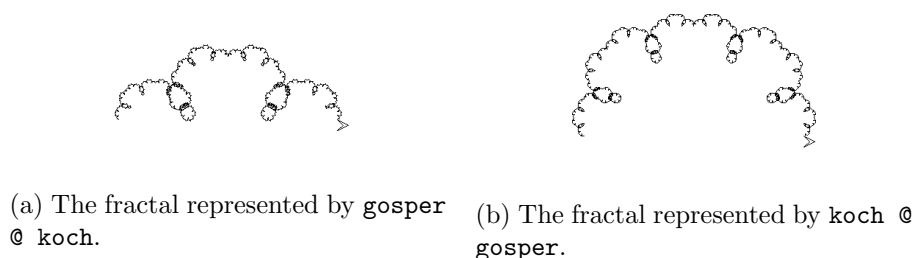 (a) The fractal represented by gosper
@ koch.
(b) The fractal represented by koch @
gosper.